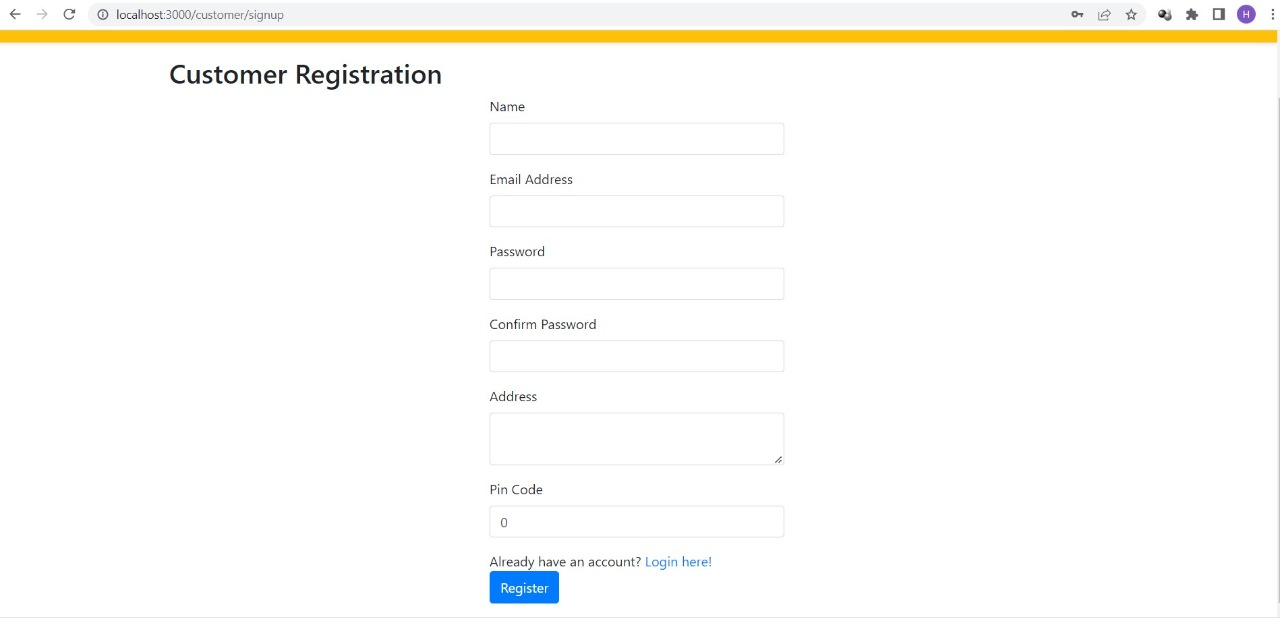 localhost:3000/customer/signup
H
Customer Registration
Name
Email Address
Password
Confirm Password
Address
Pin Code
0
Already have an account? Login here!
Register